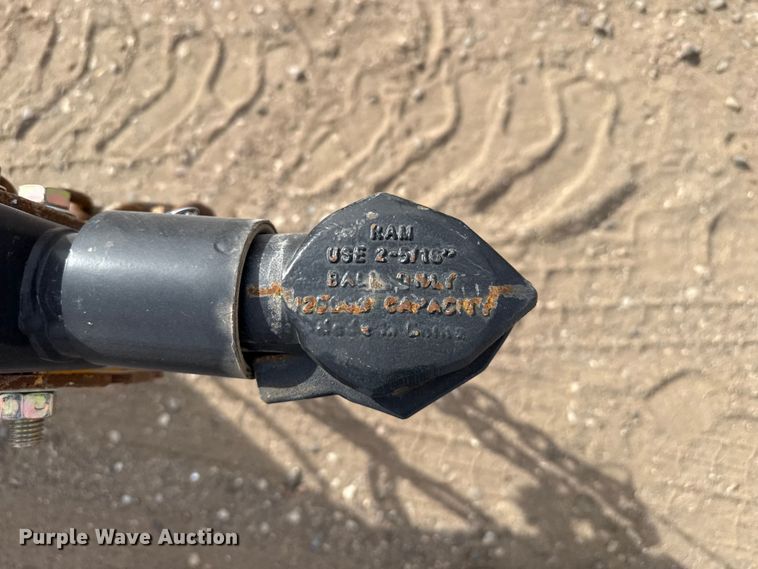 RAM
USE 2-5/16"
BALL ONLY
CAPACITY
Made in China
Purple Wave Auction